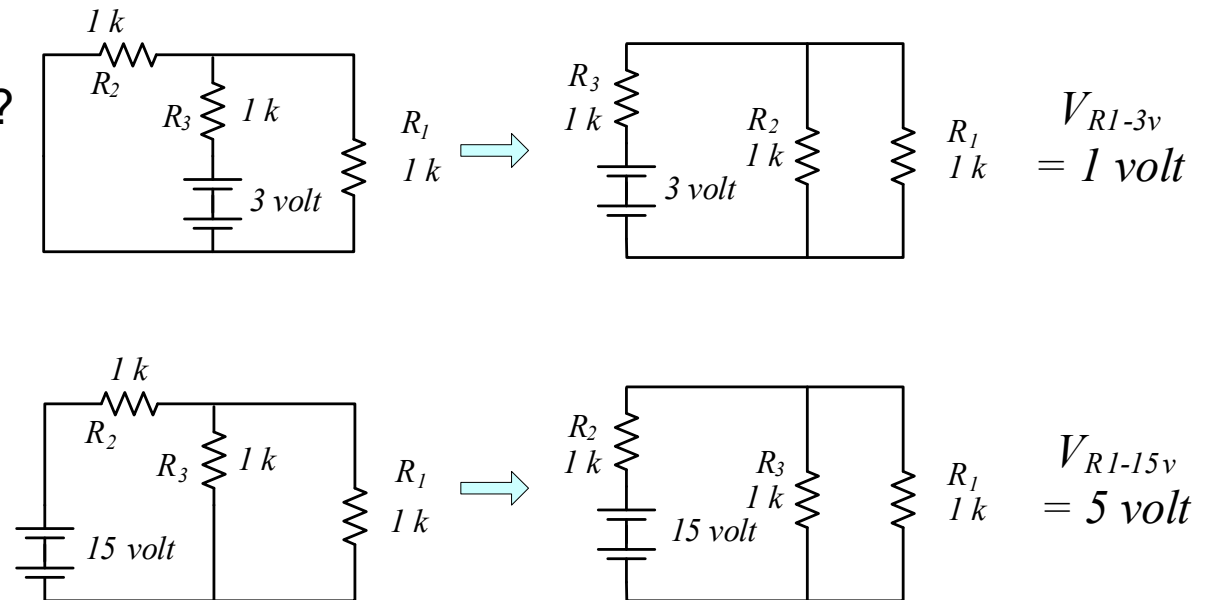 1 k
R2
?
R3 1 k
3 volt
R1
1 k
R3
1 k
3 volt
R2
1 k
R1
1 k
VR1-3v
= 1 volt
1 k
R2
R3 1 k
15 volt
R1
1 k
R2
1 k
15 volt
R3
1 k
R1
1 k
VR1-15v
= 5 volt